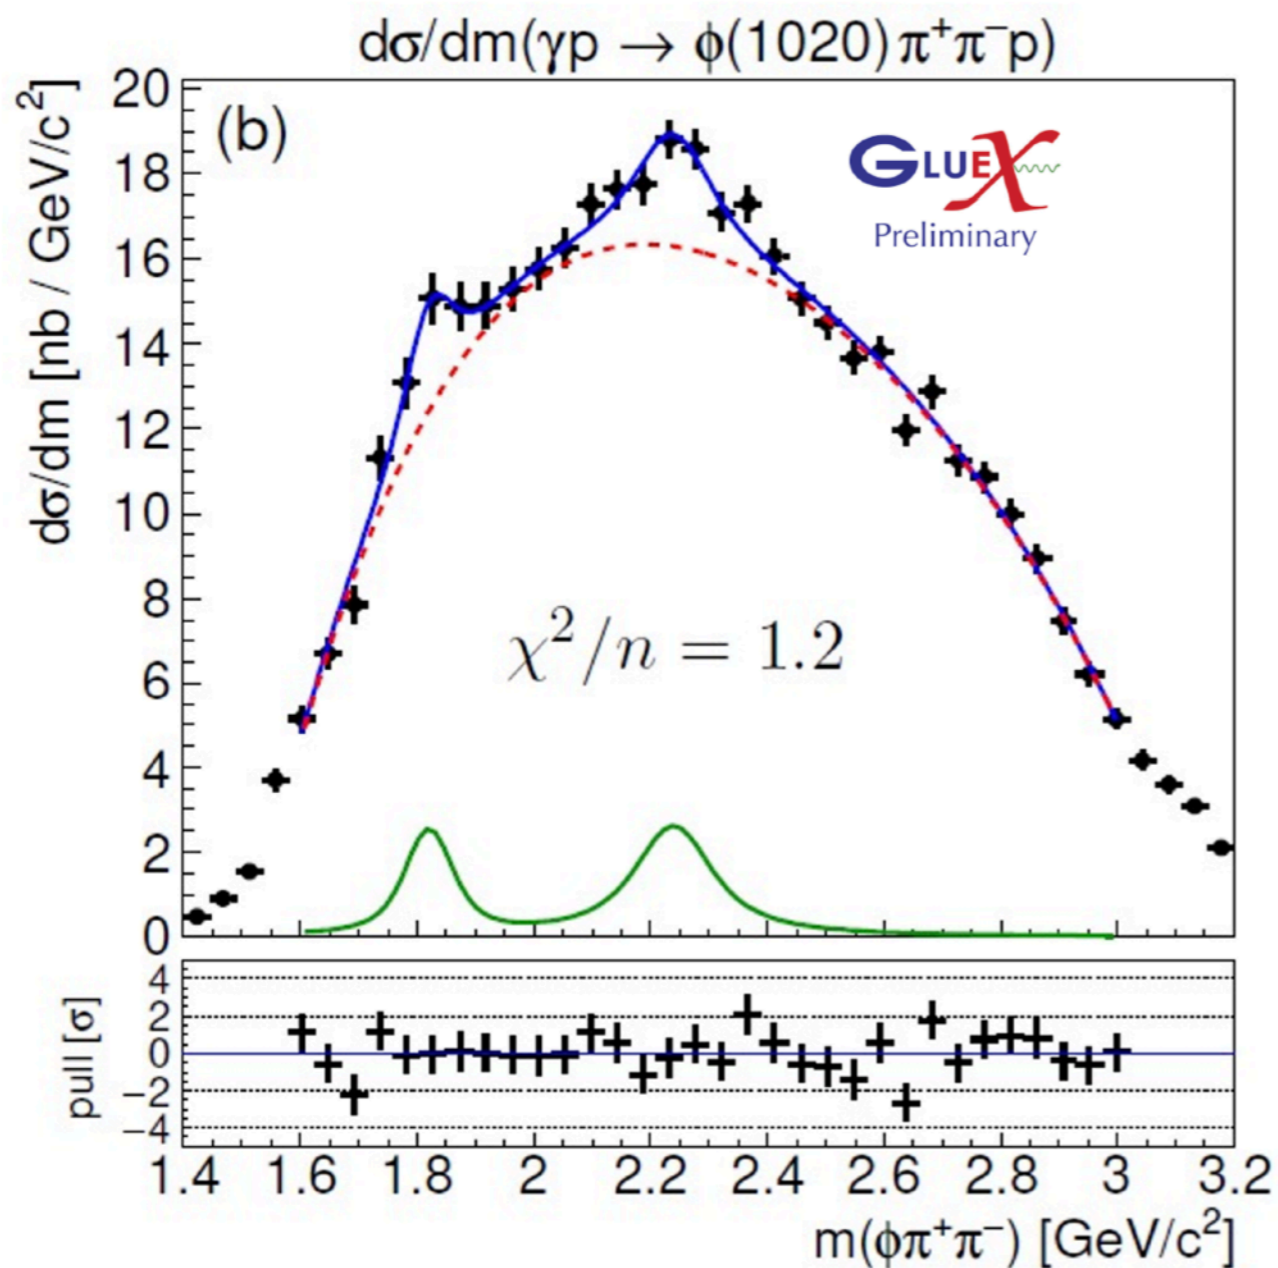 dσ/dm(γp → ϕ(1020) π⁺π⁻p)
dσ/dm [nb / GeV/c²]
20
18
16
14
12
10
8
6
4
2
0
(b)
GLUEX
Preliminary
χ²/n = 1.2
pull [σ]
4
2
0
−2
−4
1.4 1.6 1.8 2 2.2 2.4 2.6 2.8 3 3.2
m(ϕπ⁺π⁻) [GeV/c²]